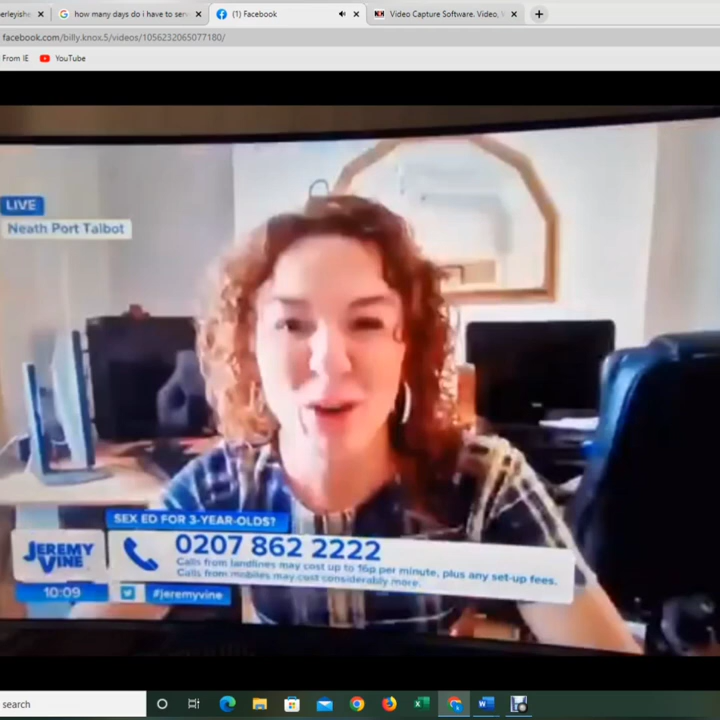 erleyishe
how many days do i have to ser
(1) Facebook
Video Capture Software. Video,
facebook.com/billy.knox.5/videos/1056232065077180/
From IE
YouTube
LIVE
Neath Port Talbot
SEX ED FOR 3-YEAR-OLDS?
JEREMY
VINE
0207 862 2222
Calls from landlines may cost up to 16p per minute, plus any set-up fees.
Calls from mobiles may cost considerably more.
10:09
#jeremyvine
search